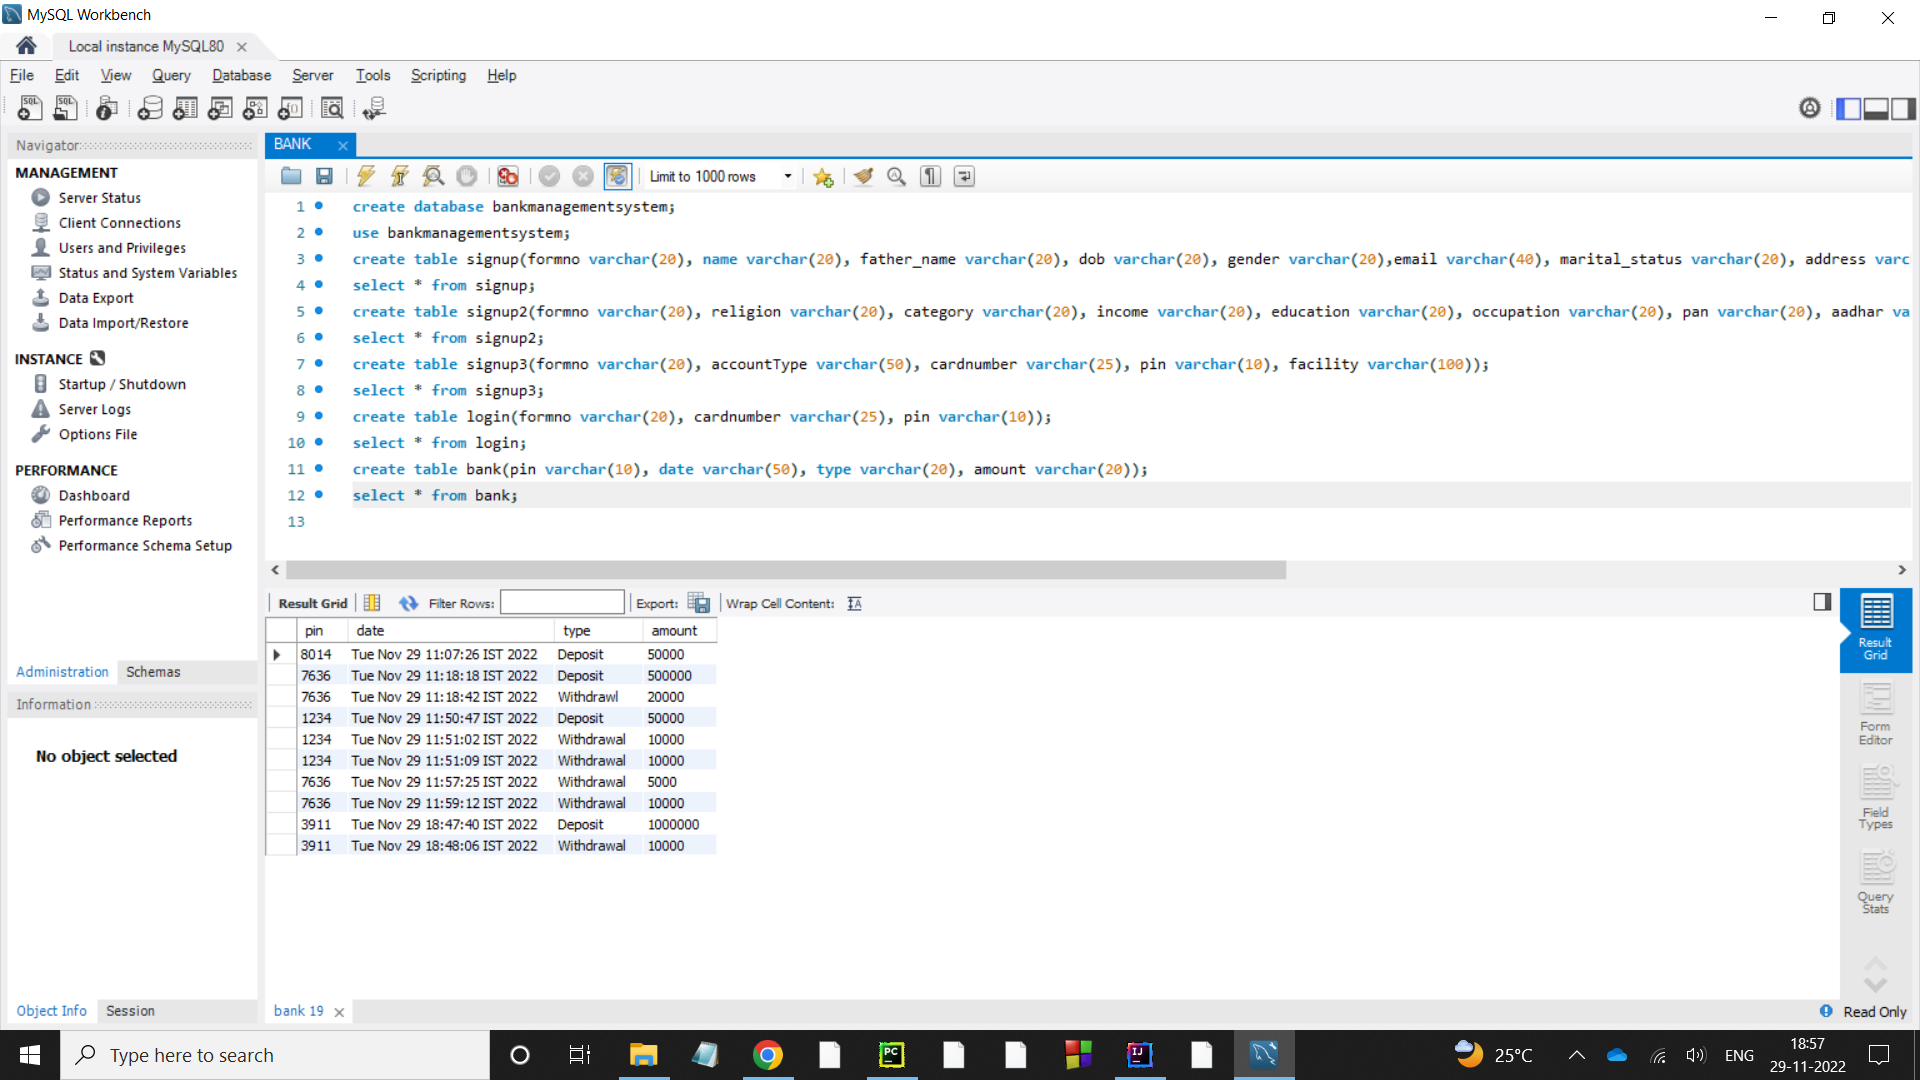 MySQL Workbench
Local instance MySQL80
File Edit View Query Database Server Tools Scripting Help
Navigator
MANAGEMENT
Server Status
Client Connections
Users and Privileges
Status and System Variables
Data Export
Data Import/Restore
INSTANCE
Startup / Shutdown
Server Logs
Options File
PERFORMANCE
Dashboard
Performance Reports
Performance Schema Setup
Administration Schemas
Information
No object selected
Object Info Session
BANK
Limit to 1000 rows
1 create database bankmanagementsystem;
2 use bankmanagementsystem;
3 create table signup(formno varchar(20), name varchar(20), father_name varchar(20), dob varchar(20), gender varchar(20),email varchar(40), marital_status varchar(20), address varc
4 select * from signup;
5 create table signup2(formno varchar(20), religion varchar(20), category varchar(20), income varchar(20), education varchar(20), occupation varchar(20), pan varchar(20), aadhar va
6 select * from signup2;
7 create table signup3(formno varchar(20), accountType varchar(50), cardnumber varchar(25), pin varchar(10), facility varchar(100));
8 select * from signup3;
9 create table login(formno varchar(20), cardnumber varchar(25), pin varchar(10));
10 select * from login;
11 create table bank(pin varchar(10), date varchar(50), type varchar(20), amount varchar(20));
12 select * from bank;
13
Result Grid Filter Rows: Export: Wrap Cell Content:
pin date type amount
8014 Tue Nov 29 11:07:26 IST 2022 Deposit 50000
7636 Tue Nov 29 11:18:18 IST 2022 Deposit 500000
7636 Tue Nov 29 11:18:42 IST 2022 Withdrawl 20000
1234 Tue Nov 29 11:50:47 IST 2022 Deposit 50000
1234 Tue Nov 29 11:51:02 IST 2022 Withdrawal 10000
1234 Tue Nov 29 11:51:09 IST 2022 Withdrawal 10000
7636 Tue Nov 29 11:57:25 IST 2022 Withdrawal 5000
7636 Tue Nov 29 11:59:12 IST 2022 Withdrawal 10000
3911 Tue Nov 29 18:47:40 IST 2022 Deposit 1000000
3911 Tue Nov 29 18:48:06 IST 2022 Withdrawal 10000
Result
Grid
Form
Editor
Field
Types
Query
Stats
bank 19
Read Only
Type here to search
25°C
ENG
18:57
29-11-2022